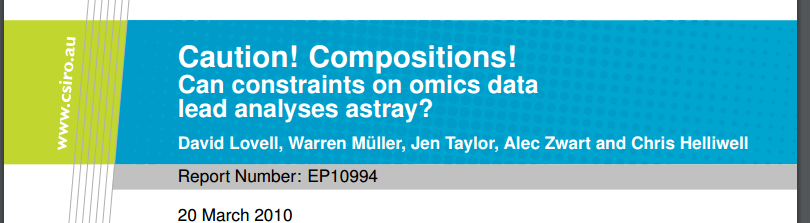 www.csiro.au
Caution! Compositions!
Can constraints on omics data
lead analyses astray?
David Lovell, Warren Müller, Jen Taylor, Alec Zwart and Chris Helliwell
Report Number: EP10994
20 March 2010